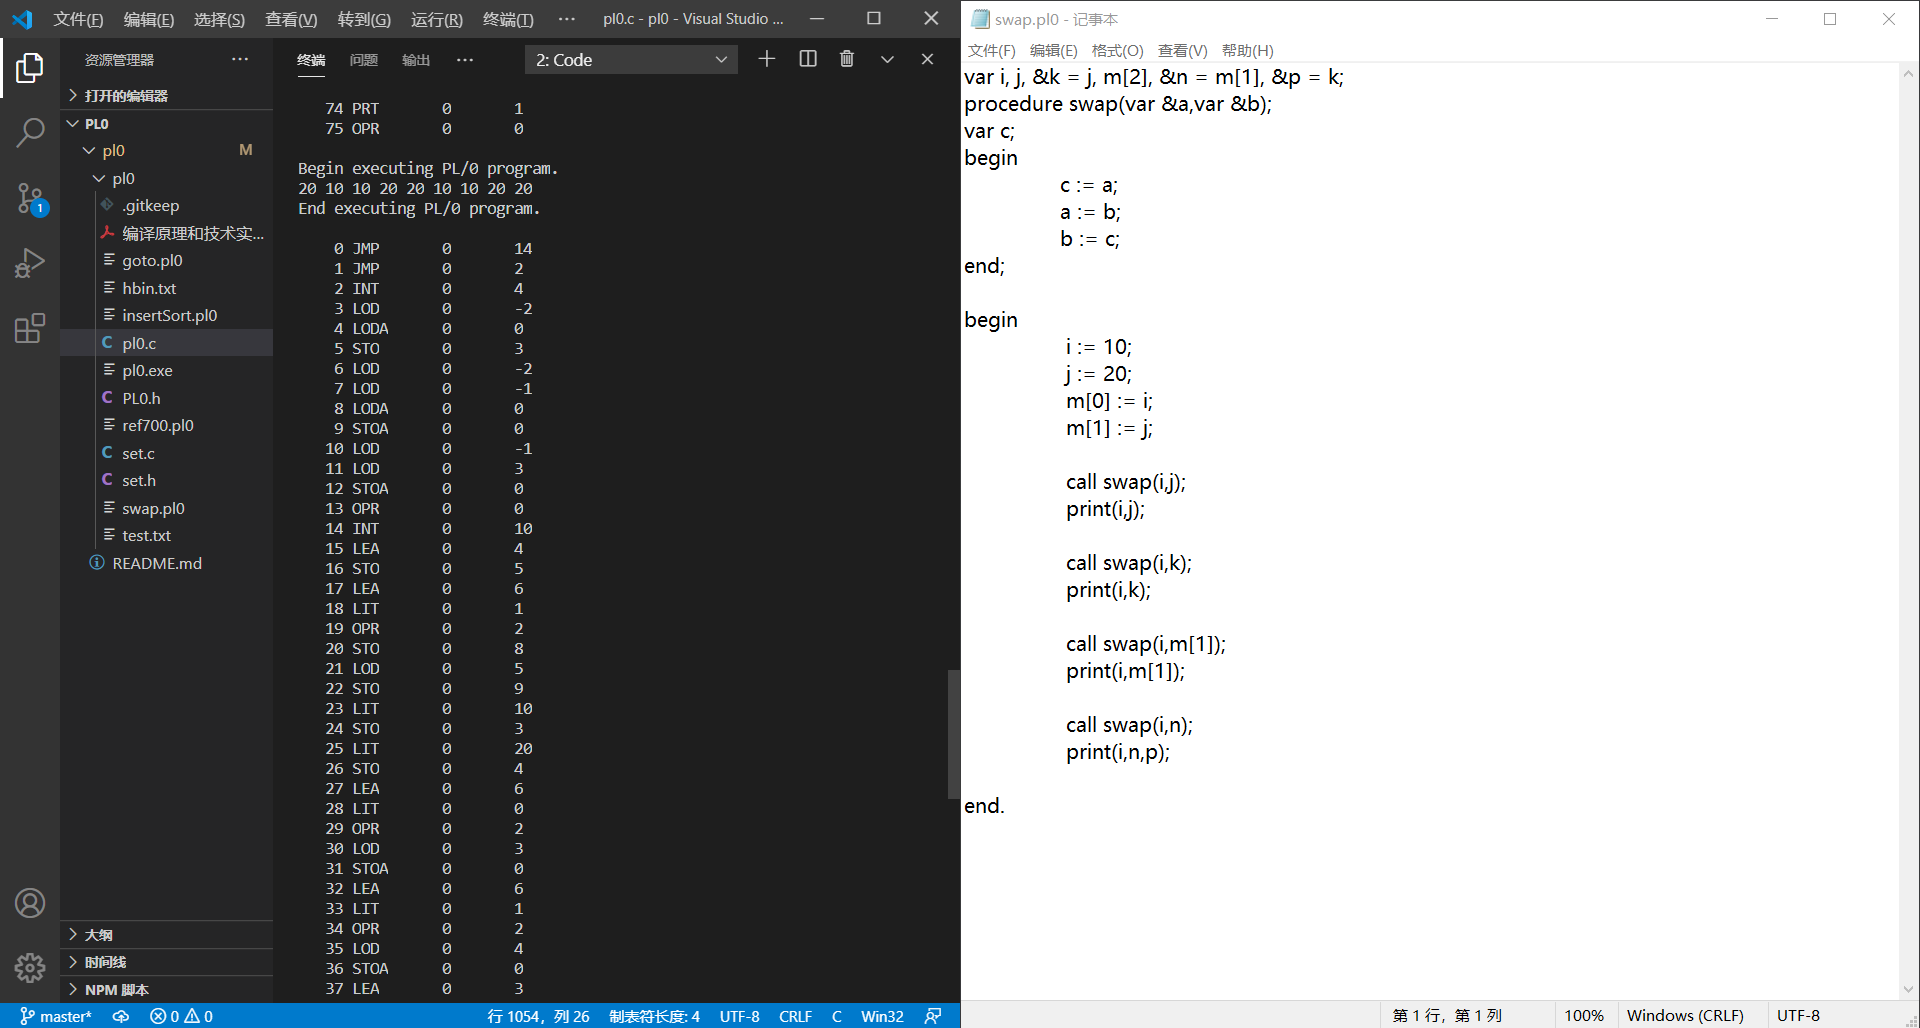 文件(F) 编辑(E) 选择(S) 查看(V) 转到(G) 运行(R) 终端(T) ··· pl0.c - pl0 - Visual Studio ...
资源管理器 ···
打开的编辑器
PL0
pl0 M
pl0
.gitkeep
编译原理和技术实...
goto.pl0
hbin.txt
insertSort.pl0
pl0.c
pl0.exe
PL0.h
ref700.pl0
set.c
set.h
swap.pl0
test.txt
README.md
大纲
时间线
NPM 脚本
1
终端 问题 输出 ··· 2: Code
74 PRT 0 1
75 OPR 0 0
Begin executing PL/0 program.
20 10 10 20 20 10 10 20 20
End executing PL/0 program.
0 JMP 0 14
1 JMP 0 2
2 INT 0 4
3 LOD 0 -2
4 LODA 0 0
5 STO 0 3
6 LOD 0 -2
7 LOD 0 -1
8 LODA 0 0
9 STOA 0 0
10 LOD 0 -1
11 LOD 0 3
12 STOA 0 0
13 OPR 0 0
14 INT 0 10
15 LEA 0 4
16 STO 0 5
17 LEA 0 6
18 LIT 0 1
19 OPR 0 2
20 STO 0 8
21 LOD 0 5
22 STO 0 9
23 LIT 0 10
24 STO 0 3
25 LIT 0 20
26 STO 0 4
27 LEA 0 6
28 LIT 0 0
29 OPR 0 2
30 LOD 0 3
31 STOA 0 0
32 LEA 0 6
33 LIT 0 1
34 OPR 0 2
35 LOD 0 4
36 STOA 0 0
37 LEA 0 3
master* 0 0 行 1054，列 26 制表符长度: 4 UTF-8 CRLF C Win32
swap.pl0 - 记事本
文件(F) 编辑(E) 格式(O) 查看(V) 帮助(H)
var i, j, &k = j, m[2], &n = m[1], &p = k;
procedure swap(var &a,var &b);
var c;
begin
c := a;
a := b;
b := c;
end;
begin
i := 10;
j := 20;
m[0] := i;
m[1] := j;
call swap(i,j);
print(i,j);
call swap(i,k);
print(i,k);
call swap(i,m[1]);
print(i,m[1]);
call swap(i,n);
print(i,n,p);
end.
第 1 行，第 1 列 100% Windows (CRLF) UTF-8